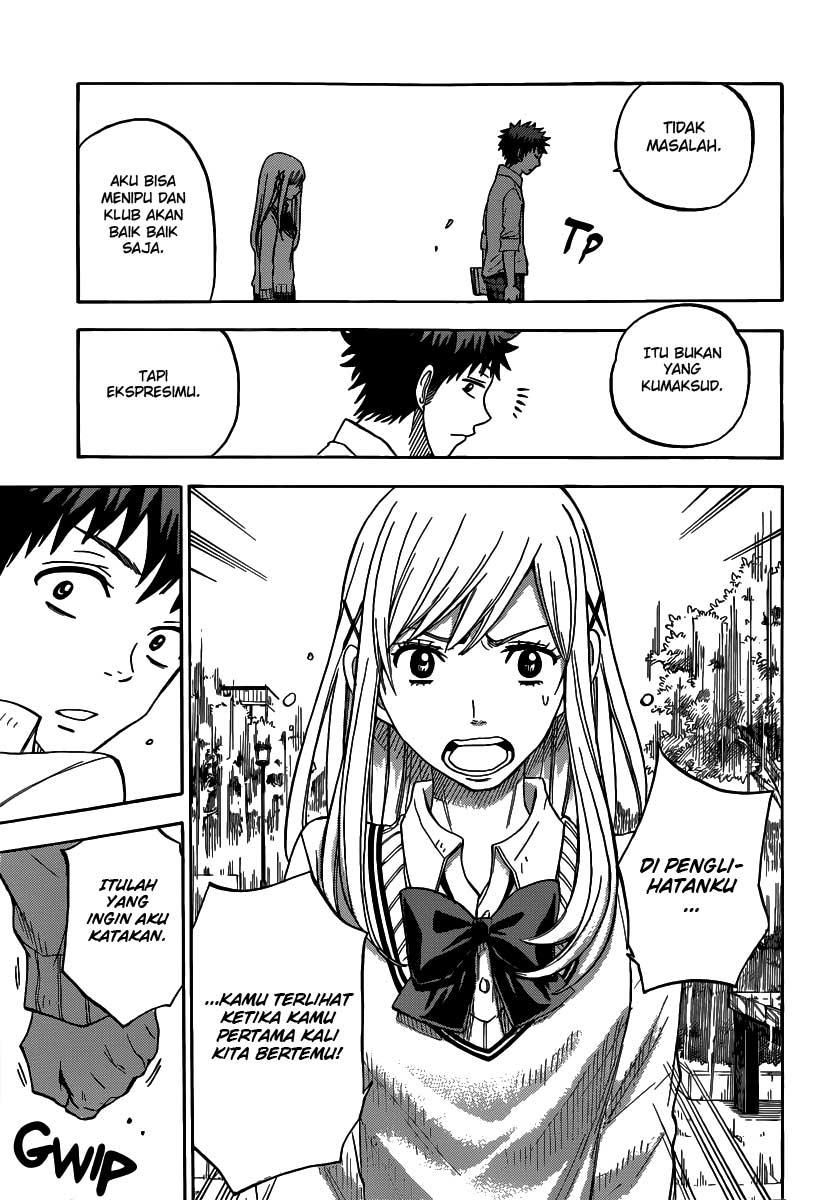 TIDAK
MASALAH.
TP
AKU BISA
MENIPU DAN
KLUB AKAN
BAIK BAIK
SAJA.
ITU BUKAN
YANG
KUMAKSUD.
TAPI
EKSPRESIMU.
DI PENGLI-
HATANKU
...
...KAMU TERLIHAT
KETIKA KAMU
PERTAMA KALI
KITA BERTEMU!
ITULAH
YANG
INGIN AKU
KATAKAN.
GWIP